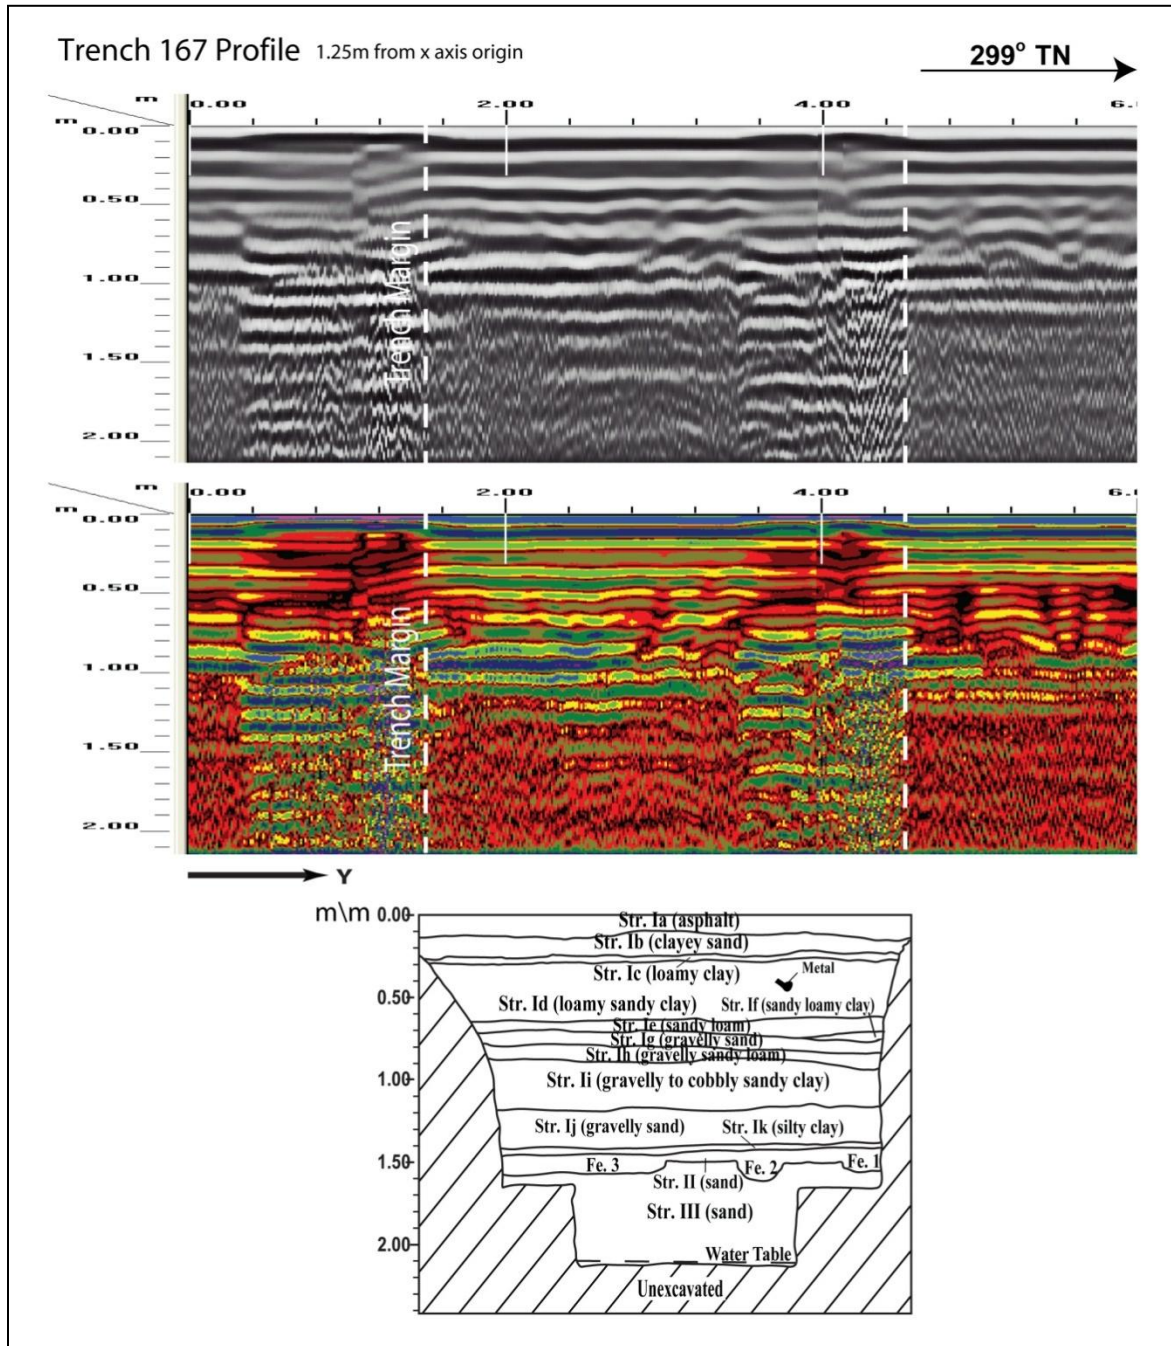 Trench 167 Profile 1.25m from x axis origin
299° TN
m 0.00 2.00 4.00 6.
m
0.00
0.50
1.00
1.50
2.00
Trench Margin
m 0.00 2.00 4.00 6.
m
0.00
0.50
1.00
1.50
2.00
Trench Margin
Y
m\m 0.00
0.50
1.00
1.50
2.00
Str. Ia (asphalt)
Str. Ib (clayey sand)
Str. Ic (loamy clay)
Metal
Str. Id (loamy sandy clay)
Str. If (sandy loamy clay)
Str. Ie (sandy loam)
Str. Ig (gravelly sand)
Str. Ih (gravelly sandy loam)
Str. Ii (gravelly to cobbly sandy clay)
Str. Ij (gravelly sand)
Str. Ik (silty clay)
Fe. 3
Fe. 2
Fe. 1
Str. II (sand)
Str. III (sand)
Water Table
Unexcavated